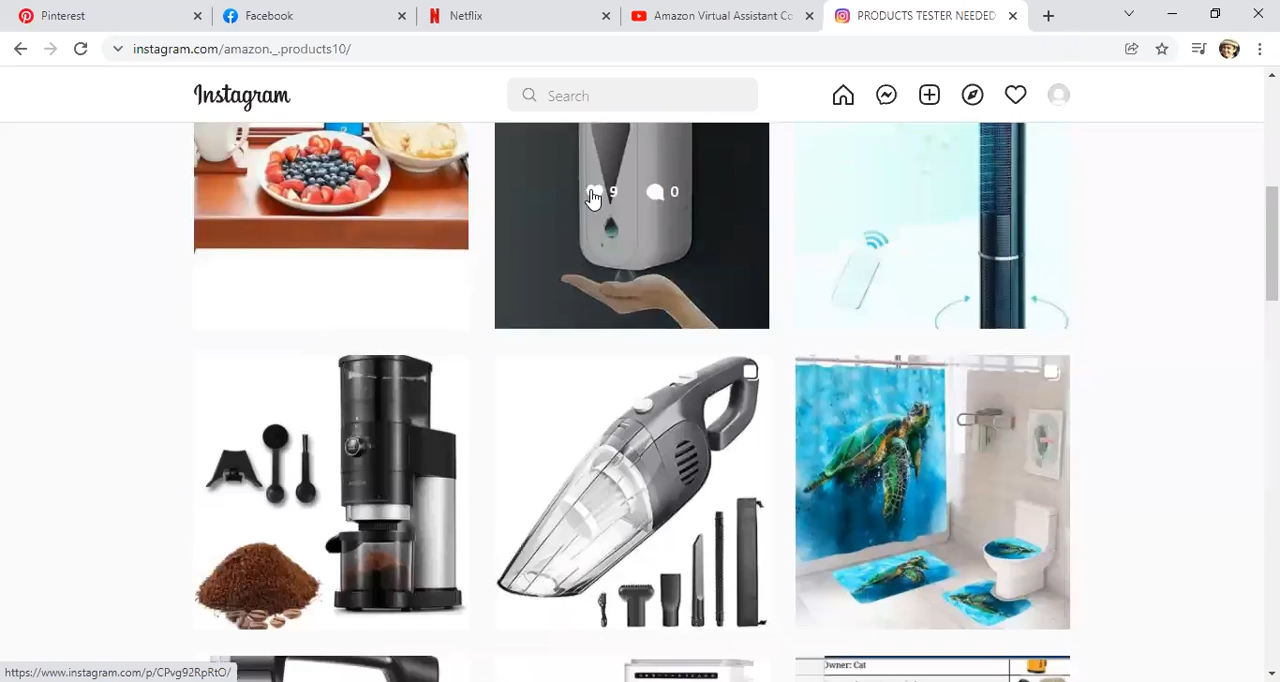 Pinterest
Facebook
Netflix
Amazon Virtual Assistant Co
PRODUCTS TESTER NEEDED
instagram.com/amazon._.products10/
Instagram
Search
9
0
https://www.instagram.com/p/CPvg92RpRtO/
Owner: Cat